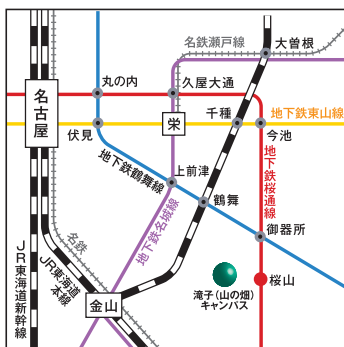 名鉄瀬戸線
大曽根
丸の内
久屋大通
名古屋
栄
千種
地下鉄東山線
伏見
今池
地下鉄鶴舞線
上前津
地下鉄桜通線
鶴舞
地下鉄名城線
御器所
名鉄
JR東海道新幹線
JR東海道
本線
金山
滝子(山の畑)
キャンパス
桜山